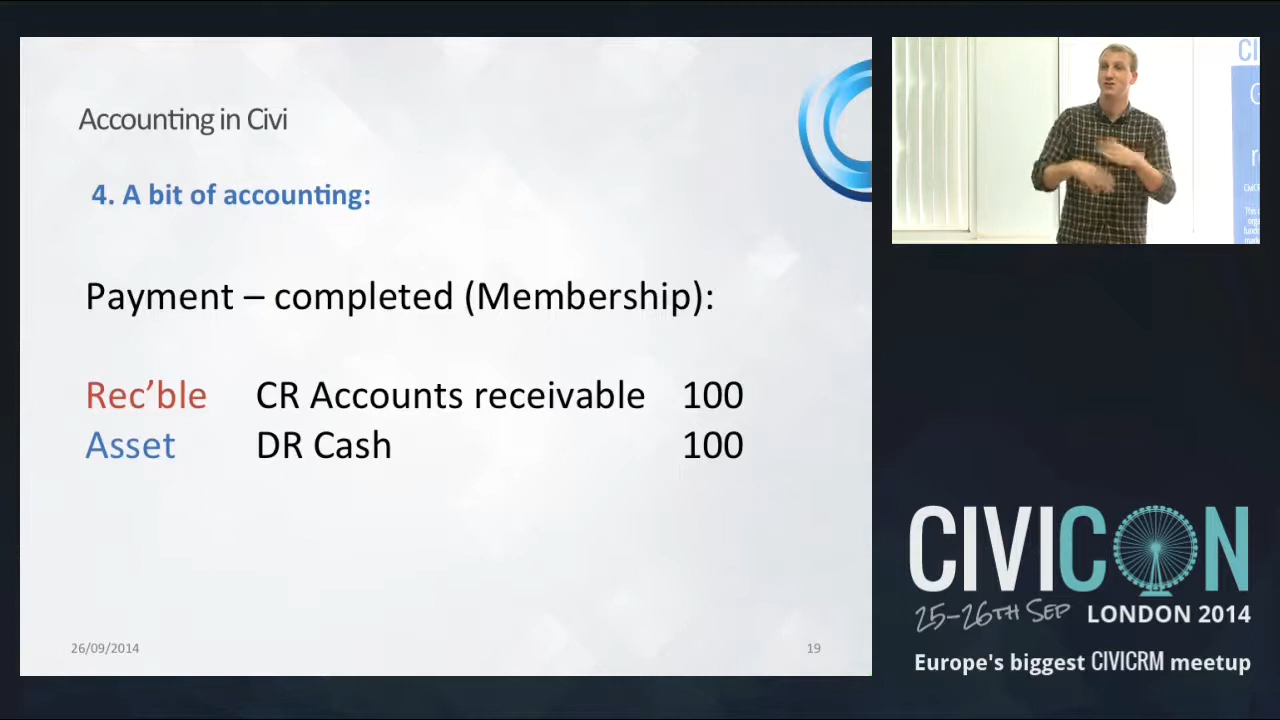 Accounting in Civi
4. A bit of accounting:
Payment – completed (Membership):
Rec’ble CR Accounts receivable 100
Asset DR Cash 100
26/09/2014
19
CIVICON
25-26TH SEP LONDON 2014
Europe's biggest CIVICRM meetup